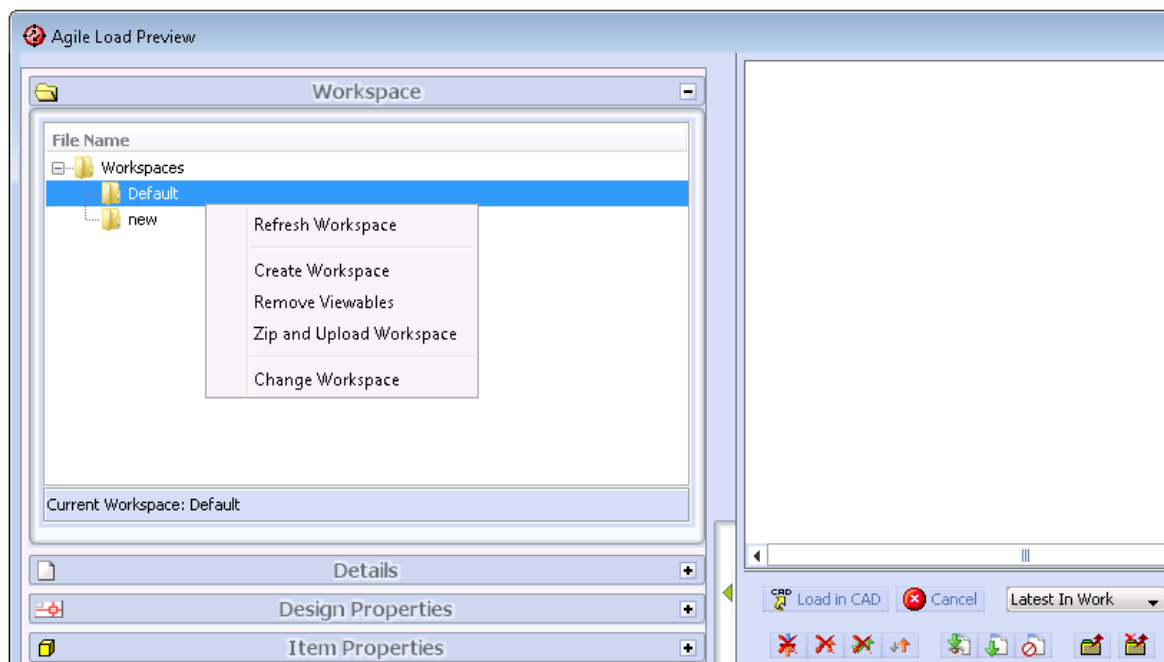 Agile Load Preview
Workspace
File Name
Workspaces
Default
new
Refresh Workspace
Create Workspace
Remove Viewables
Zip and Upload Workspace
Change Workspace
Current Workspace: Default
Details
Design Properties
Item Properties
CAD Load in CAD Cancel Latest In Work